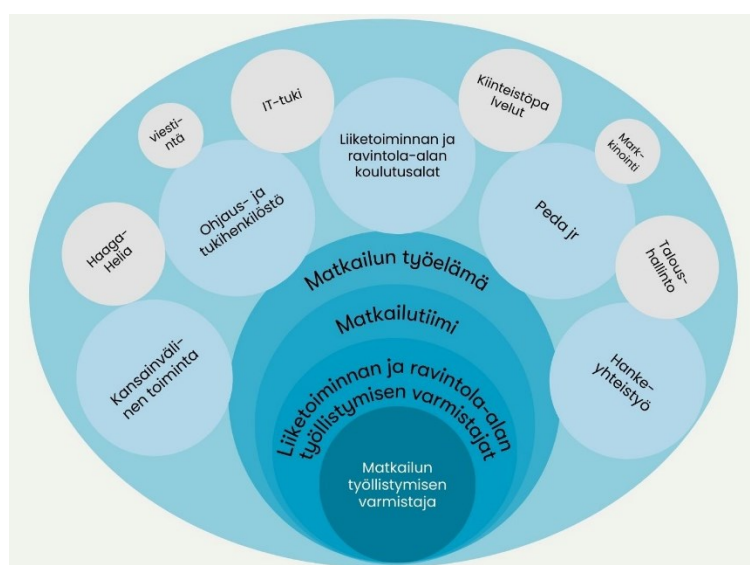 IT-tuki
Kiinteistöpa
lvelut
viesti-
ntä
Mark-
kinointi
Liiketoiminnan ja
ravintola-alan
koulutusalat
Ohjaus- ja
tukihenkilöstö
Peda jr
Haaga-
Helia
Talous-
hallinto
Matkailun työelämä
Matkailutiimi
Kansainväli-
nen toiminta
Hanke-
yhteistyö
Liiketoiminnan ja ravintola-alan
työllistymisen varmistajat
Matkailun
työllistymisen
varmistaja